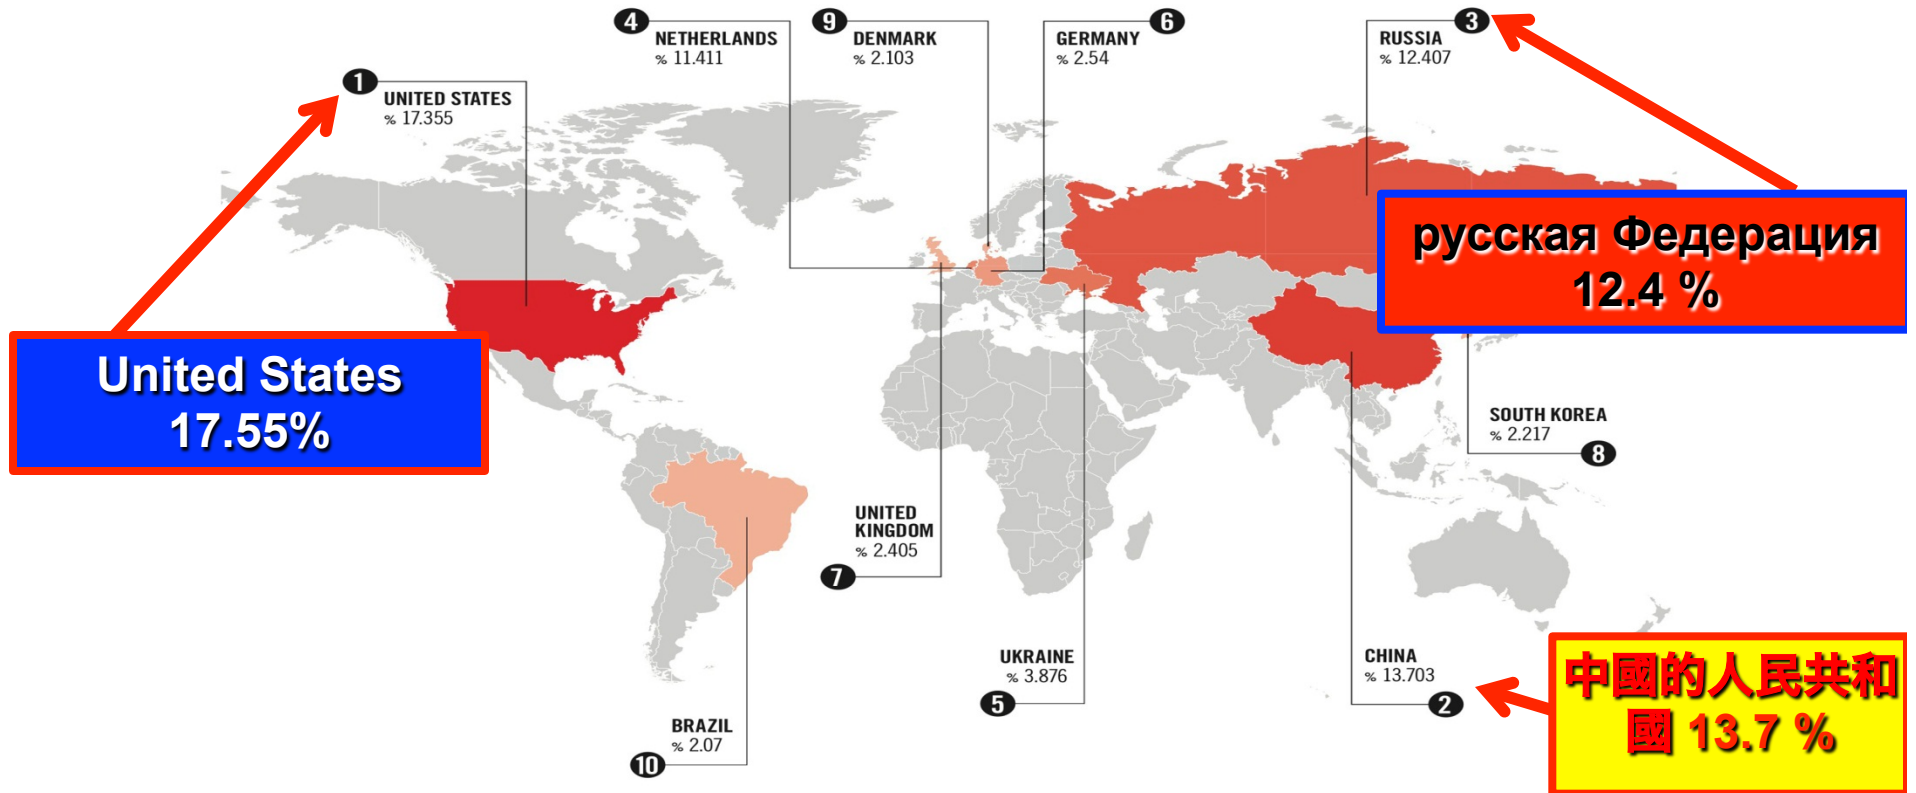 4
NETHERLANDS
% 11.411
9
DENMARK
% 2.103
6
GERMANY
% 2.54
3
RUSSIA
% 12.407
1
UNITED STATES
% 17.355
русская Федерация
12.4 %
United States
17.55%
SOUTH KOREA
% 2.217
8
UNITED
KINGDOM
% 2.405
7
UKRAINE
% 3.876
5
CHINA
% 13.703
2
中國的人民共和
國 13.7 %
BRAZIL
% 2.07
10